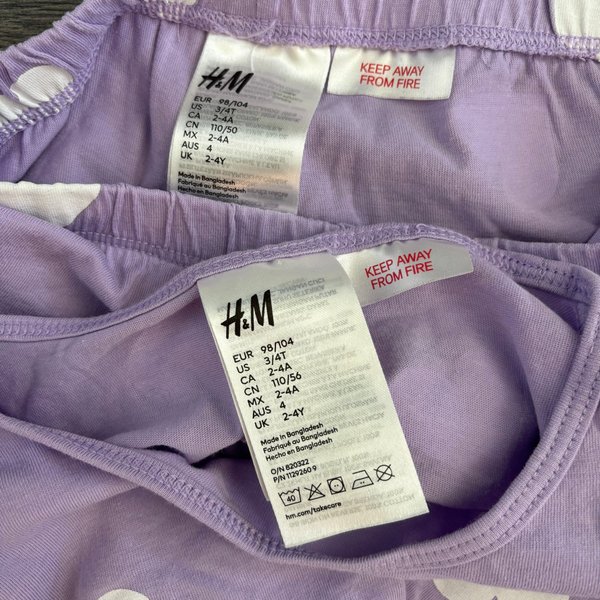 H&M
KEEP AWAY
FROM FIRE
EUR 98/104
US 3/4T
CA 2-4A
CN 110/50
MX 2-4A
AUS 4
UK 2-4Y
Made in Bangladesh
Fabriqué au Bangladesh
Hecho en Bangladesh
H&M
KEEP AWAY
FROM FIRE
EUR 98/104
US 3/4T
CA 2-4A
CN 110/56
MX 2-4A
AUS 4
UK 2-4Y
Made in Bangladesh
Fabriqué au Bangladesh
Hecho en Bangladesh
O/N 820322
P/N 1129260 9
40
hm.com/takecare